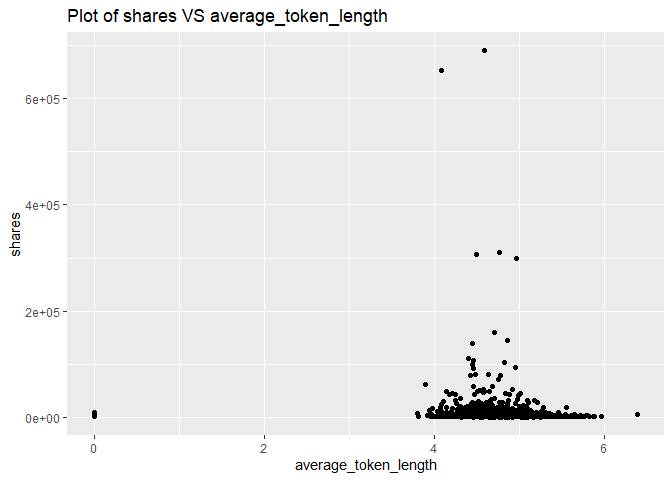 Plot of shares VS average_token_length
6e+05
4e+05
2e+05
0e+00
shares
0 2 4 6
average_token_length